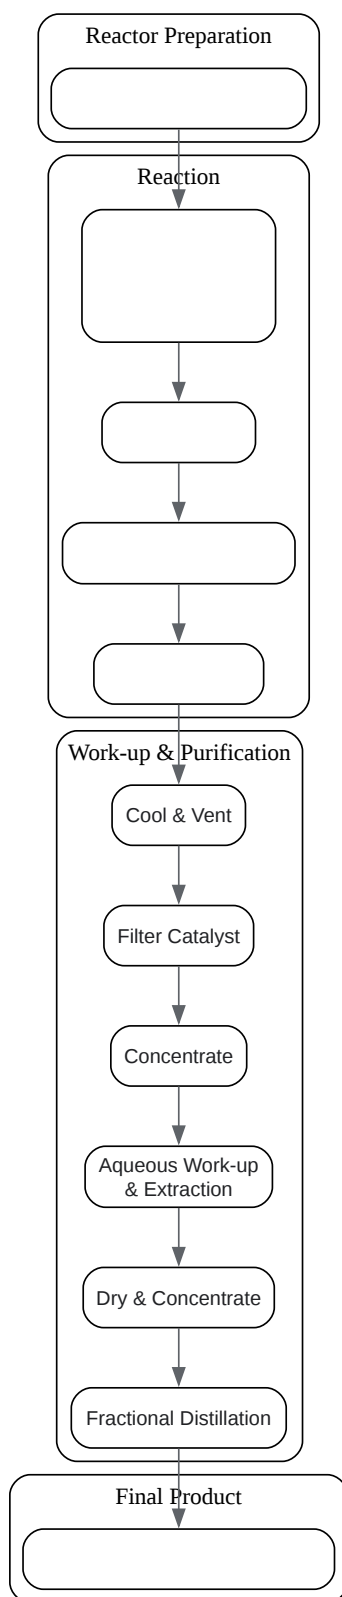 Reactor Preparation
Reaction
Work-up & Purification
Cool & Vent
Filter Catalyst
Concentrate
Aqueous Work-up
& Extraction
Dry & Concentrate
Fractional Distillation
Final Product